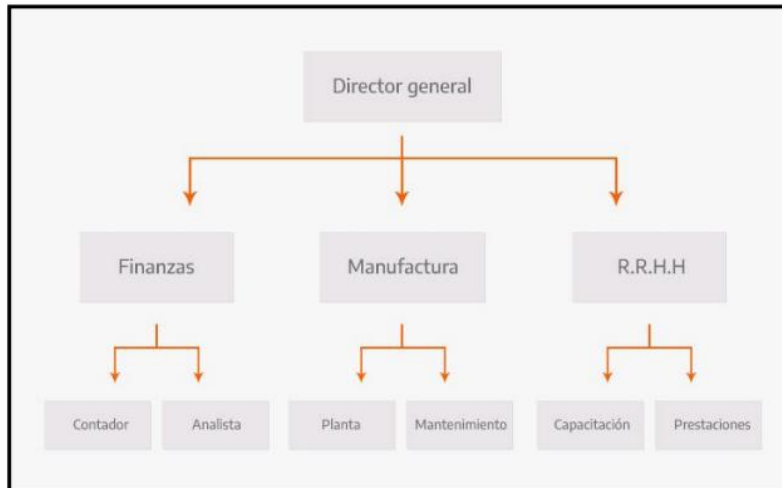 Director general
Finanzas
Manufactura
R.R.H.H
Contador
Analista
Planta
Mantenimiento
Capacitación
Prestaciones